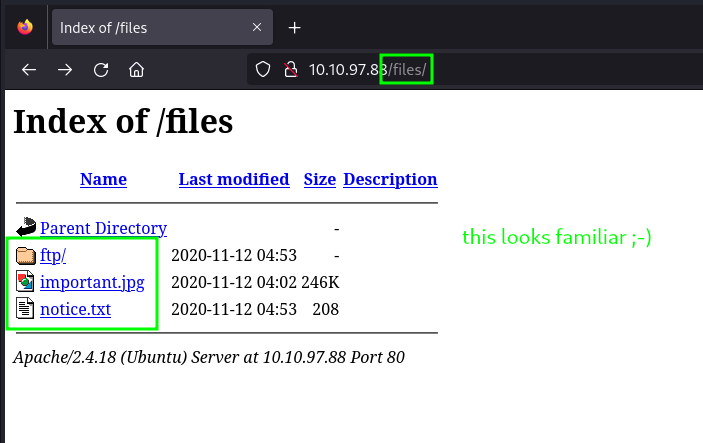 Index of /files
10.10.97.88/files/
Index of /files
Name Last modified Size Description
Parent Directory -
ftp/ 2020-11-12 04:53 -
this looks familiar ;-)
important.jpg 2020-11-12 04:02 246K
notice.txt 2020-11-12 04:53 208
Apache/2.4.18 (Ubuntu) Server at 10.10.97.88 Port 80